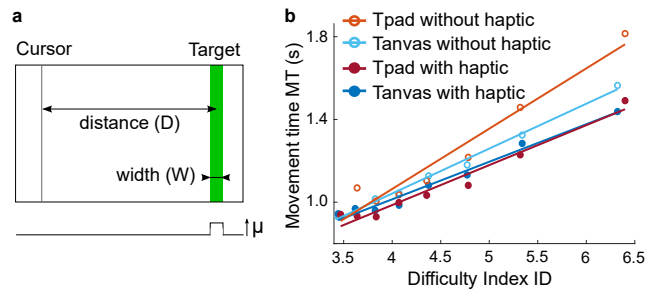 a
Cursor
Target
distance (D)
width (W)
μ
b
Movement time MT (s)
1.8
1.4
1.0
Tpad without haptic
Tanvas without haptic
Tpad with haptic
Tanvas with haptic
3.5 4 4.5 5 5.5 6 6.5
Difficulty Index ID